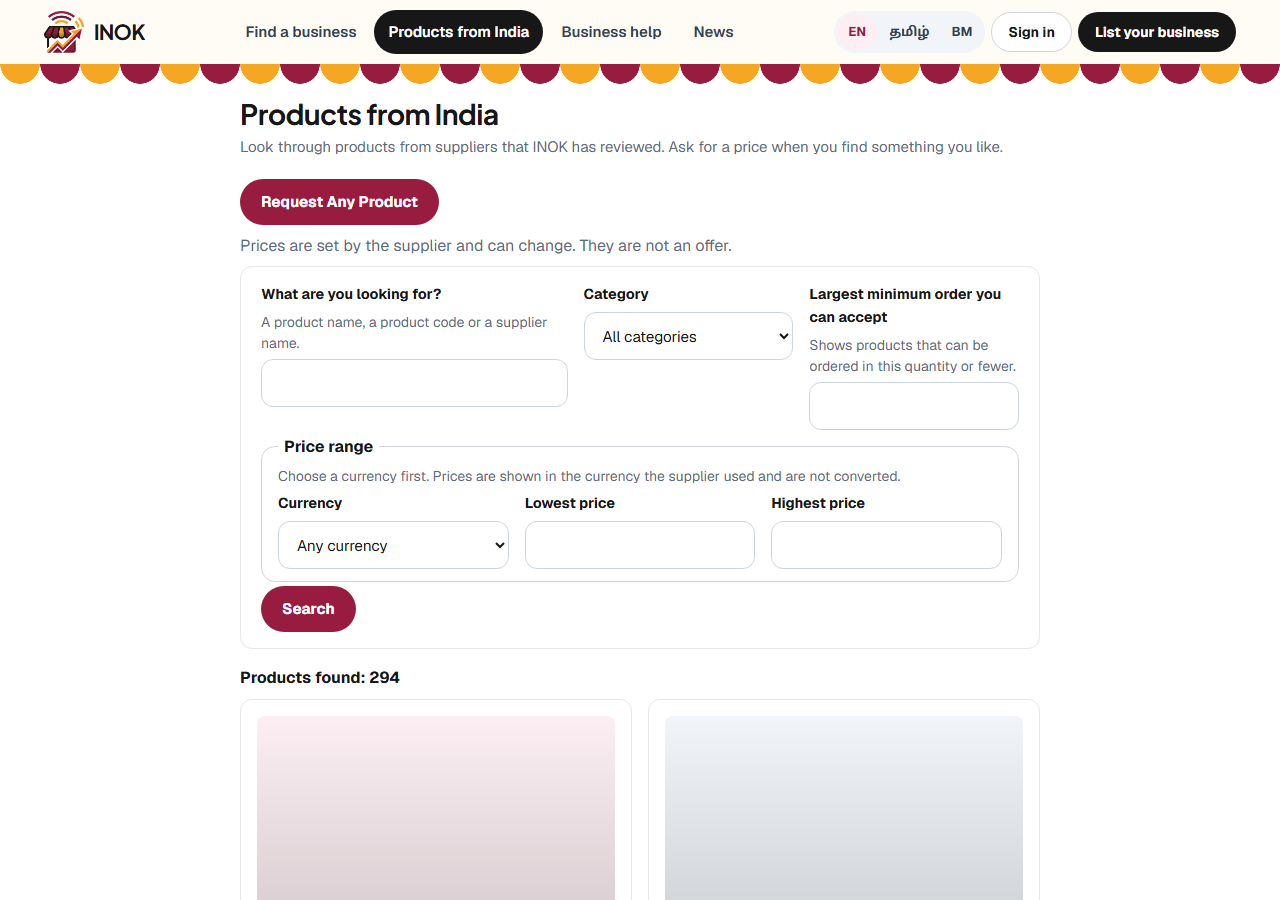 INOK
Find a business
Products from India
Business help
News
EN
தமிழ்
BM
Sign in
List your business
Products from India
Look through products from suppliers that INOK has reviewed. Ask for a price when you find something you like.
Request Any Product
Prices are set by the supplier and can change. They are not an offer.
What are you looking for?
A product name, a product code or a supplier
name.
Category
All categories
Largest minimum order you
can accept
Shows products that can be
ordered in this quantity or fewer.
Price range
Choose a currency first. Prices are shown in the currency the supplier used and are not converted.
Currency
Any currency
Lowest price
Highest price
Search
Products found: 294